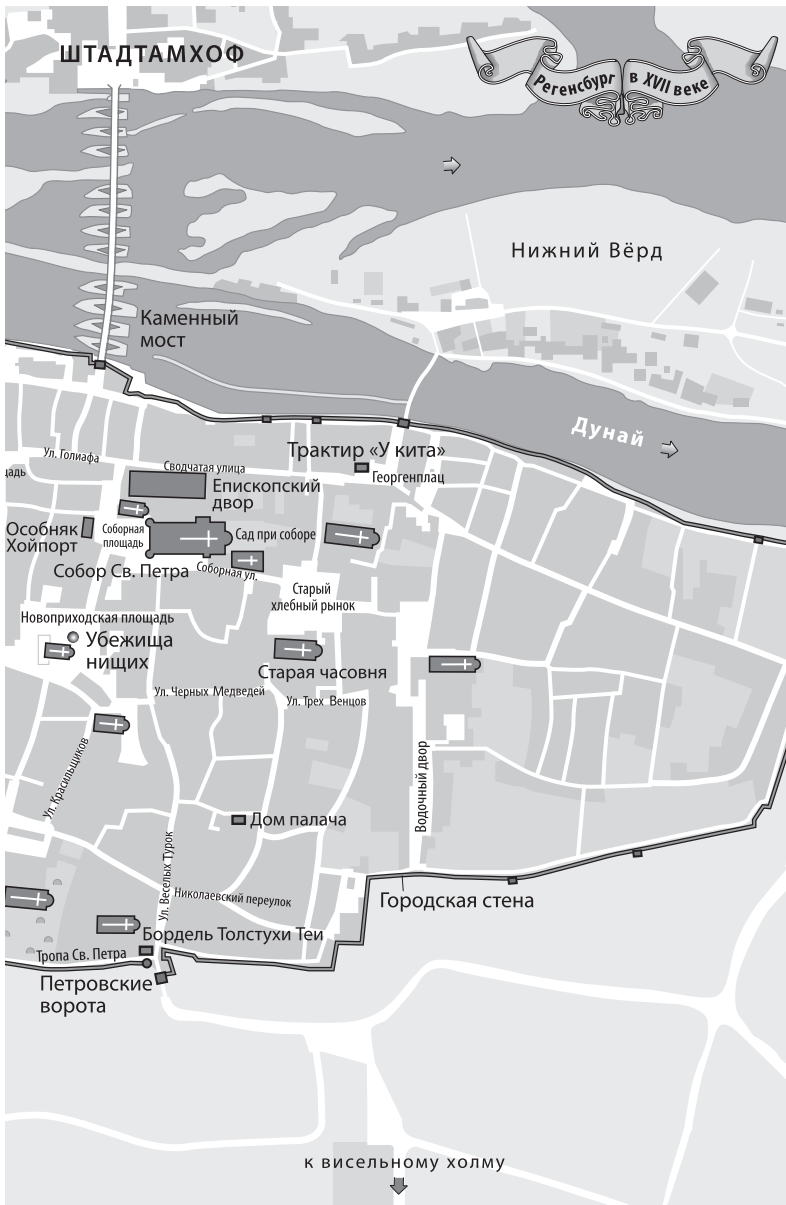 ШТАДТАМХОФ
Регенсбург в XVII веке
Нижний Вёрд
Каменный
мост
Дунай
Ул. Голиафа
Трактир «У кита»
Сводчатая улица
Георгенплац
щадь
Епископский
двор
Особняк
Хойпорт
Соборная
площадь
Сад при соборе
Собор Св. Петра
Соборная ул.
Старый
хлебный рынок
Новоприходская площадь
Убежища
нищих
Старая часовня
Ул. Черных Медведей
Ул. Трех Венцов
Ул. Красильщиков
Водочный двор
Дом палача
Ул. Веселых Турок
Николаевский переулок
Городская стена
Бордель Толстухи Теи
Тропа Св. Петра
Петровские
ворота
к висельному холму